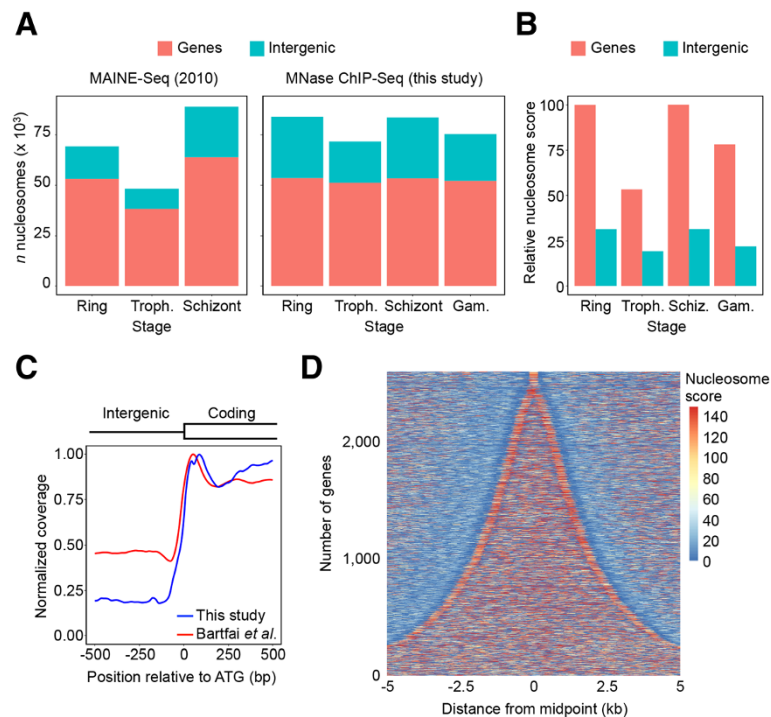 A
Genes Intergenic
MAINE-Seq (2010) MNase ChIP-Seq (this study)
n nucleosomes (x 10³)
75
50
25
0
Ring Troph. Schizont
Stage
Ring Troph. Schizont Gam.
Stage
B
Genes Intergenic
Relative nucleosome score
100
75
50
25
0
Ring Troph. Schiz. Gam.
Stage
C
Intergenic Coding
Normalized coverage
1.00
0.75
0.50
0.25
0.00
This study
Bartfai et al.
-500 -250 0 250 500
Position relative to ATG (bp)
D
Number of genes
2,000
1,000
0
-5 -2.5 0 2.5 5
Distance from midpoint (kb)
Nucleosome
score
140
120
100
80
60
40
20
0